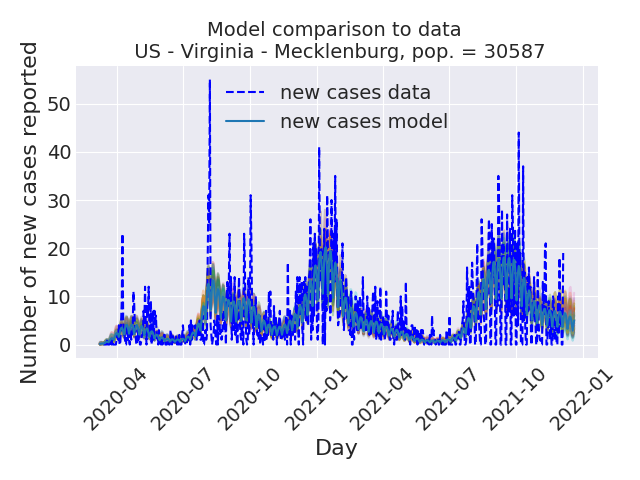 Model comparison to data
US - Virginia - Mecklenburg, pop. = 30587
new cases data
new cases model
Number of new cases reported
50
40
30
20
10
0
2020-04
2020-07
2020-10
2021-01
2021-04
2021-07
2021-10
2022-01
Day